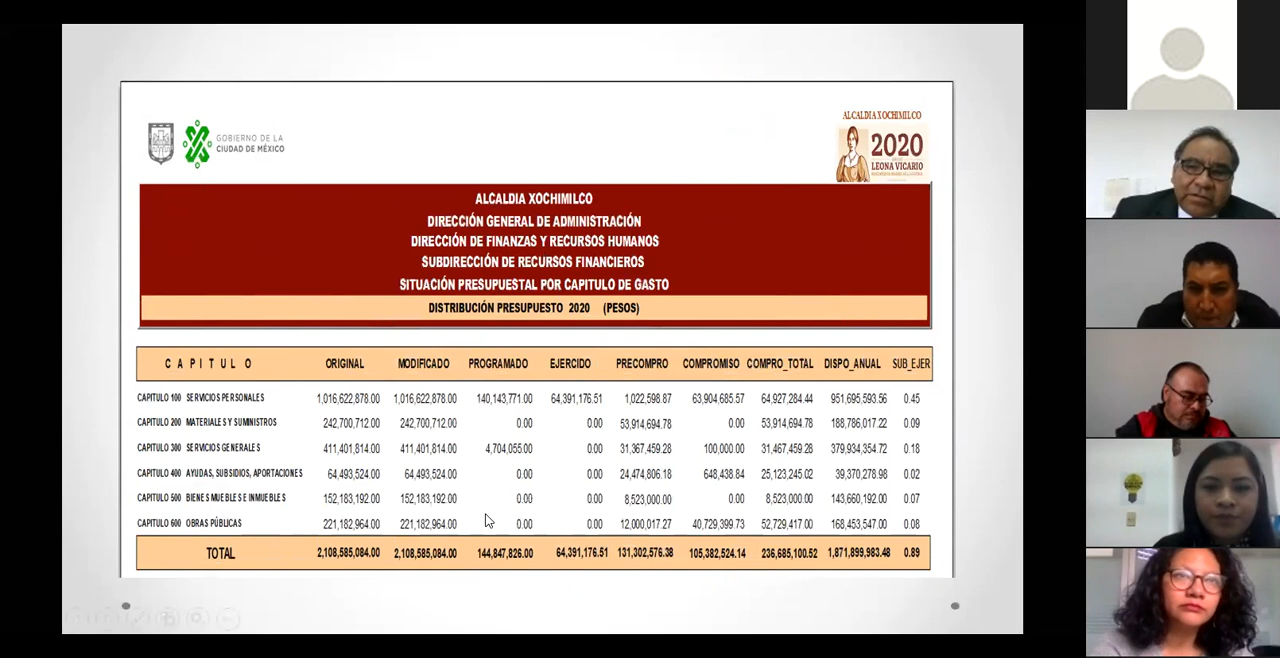 GOBIERNO DE LA
CIUDAD DE MÉXICO
ALCALDIA XOCHIMILCO
2020
LEONA VICARIO
ALCALDIA XOCHIMILCO
DIRECCIÓN GENERAL DE ADMINISTRACIÓN
DIRECCIÓN DE FINANZAS Y RECURSOS HUMANOS
SUBDIRECCIÓN DE RECURSOS FINANCIEROS
SITUACIÓN PRESUPUESTAL POR CAPITULO DE GASTO
DISTRIBUCIÓN PRESUPUESTO 2020 (PESOS)
C A P I T U L O ORIGINAL MODIFICADO PROGRAMADO EJERCIDO PRECOMPRO COMPROMISO COMPRO_TOTAL DISPO_ANUAL SUB_EJER
CAPITULO 100 SERVICIOS PERSONALES 1,016,622,878.00 1,016,622,878.00 140,143,771.00 64,391,176.51 1,022,598.87 63,904,685.57 64,927,284.44 951,695,593.56 0.45
CAPITULO 200 MATERIALES Y SUMINISTROS 242,700,712.00 242,700,712.00 0.00 0.00 53,914,694.78 0.00 53,914,694.78 188,786,017.22 0.09
CAPITULO 300 SERVICIOS GENERALES 411,401,814.00 411,401,814.00 4,704,055.00 0.00 31,367,459.28 100,000.00 31,467,459.28 379,934,354.72 0.18
CAPITULO 400 AYUDAS, SUBSIDIOS, APORTACIONES 64,493,524.00 64,493,524.00 0.00 0.00 24,474,806.18 648,438.84 25,123,245.02 39,370,278.98 0.02
CAPITULO 500 BIENES MUEBLES E INMUEBLES 152,183,192.00 152,183,192.00 0.00 0.00 8,523,000.00 0.00 8,523,000.00 143,660,192.00 0.07
CAPITULO 600 OBRAS PÚBLICAS 221,182,964.00 221,182,964.00 0.00 0.00 12,000,017.27 40,729,399.73 52,729,417.00 168,453,547.00 0.08
TOTAL 2,108,585,084.00 2,108,585,084.00 144,847,826.00 64,391,176.51 131,302,576.38 105,382,524.14 236,685,100.52 1,871,899,983.48 0.89